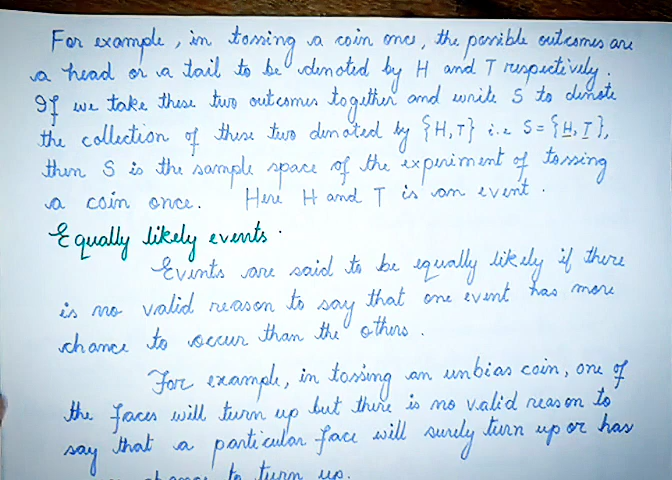 For example, in tossing a coin once, the possible outcomes are
a head or a tail to be denoted by H and T respectively.
If we take these two outcomes together and write S to denote
the collection of these two denoted by {H, T} i.e S = {H, T},
then S is the sample space of the experiment of tossing
a coin once. Here H and T is an event.
Equally likely events.
Events are said to be equally likely if there
is no valid reason to say that one event has more
chance to occur than the others.
For example, in tossing an unbias coin, one of
the faces will turn up but there is no valid reason to
say that a particular face will surely turn up or has
chance to turn up.